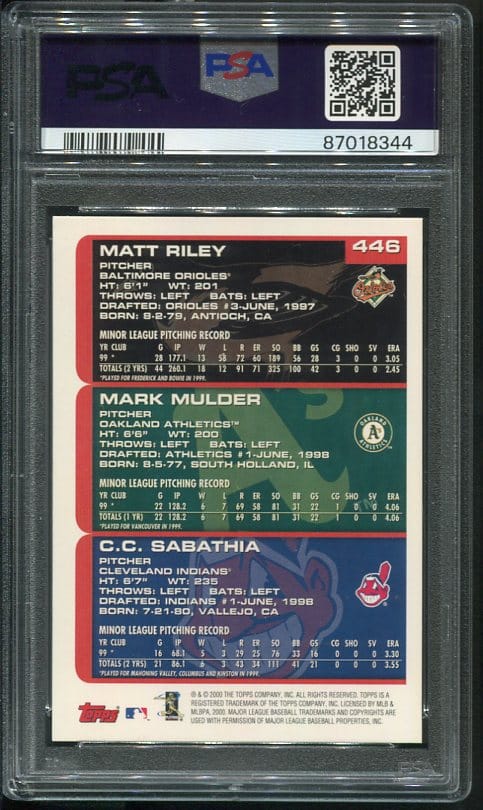 PSA
PSA
87018344
446
MATT RILEY
PITCHER
BALTIMORE ORIOLES®
HT: 6'1" WT: 201
THROWS: LEFT BATS: LEFT
DRAFTED: ORIOLES #3-JUNE, 1997
BORN: 8-2-79, ANTIOCH, CA
MINOR LEAGUE PITCHING RECORD
YR CLUB G IP W L R ER SO BB GS CG SHO SV ERA
99 * 28 177.1 13 58 72 60 189 56 28 3 0 0 3.05
TOTALS (2 YRS) 44 260.1 18 12 91 71 325 100 42 3 0 0 2.45
*PLAYED FOR FREDERICK AND BOWIE IN 1999.
MARK MULDER
PITCHER
OAKLAND ATHLETICS™
HT: 6'6" WT: 200
THROWS: LEFT BATS: LEFT
DRAFTED: ATHLETICS #1-JUNE, 1998
BORN: 8-5-77, SOUTH HOLLAND, IL
OAKLAND
A's
ATHLETICS
MINOR LEAGUE PITCHING RECORD
YR CLUB G IP W L R ER SO BB GS CG SHO SV ERA
99 * 22 128.2 6 7 69 58 81 31 22 1 0 0 4.06
TOTALS (1 YR) 22 128.2 6 7 69 58 81 31 22 1 0 0 4.06
*PLAYED FOR VANCOUVER IN 1999.
C.C. SABATHIA
PITCHER
CLEVELAND INDIANS®
HT: 6'7" WT: 235
THROWS: LEFT BATS: LEFT
DRAFTED: INDIANS #1-JUNE, 1998
BORN: 7-21-80, VALLEJO, CA
MINOR LEAGUE PITCHING RECORD
YR CLUB G IP W L R ER SO BB GS CG SHO SV ERA
99 * 16 68.1 5 3 29 25 76 33 16 0 0 0 3.30
TOTALS (2 YRS) 21 86.1 6 3 43 34 111 41 21 0 0 0 3.55
*PLAYED FOR MAHONING VALLEY, COLUMBUS AND KINSTON IN 1999.
Topps
® & © 2000 THE TOPPS COMPANY, INC. ALL RIGHTS RESERVED. TOPPS IS A
REGISTERED TRADEMARK OF THE TOPPS COMPANY, INC. LICENSED BY MLB &
MLBPA, 2000. MAJOR LEAGUE BASEBALL TRADEMARKS AND COPYRIGHTS ARE
USED WITH PERMISSION OF MAJOR LEAGUE BASEBALL PROPERTIES, INC.
PSA